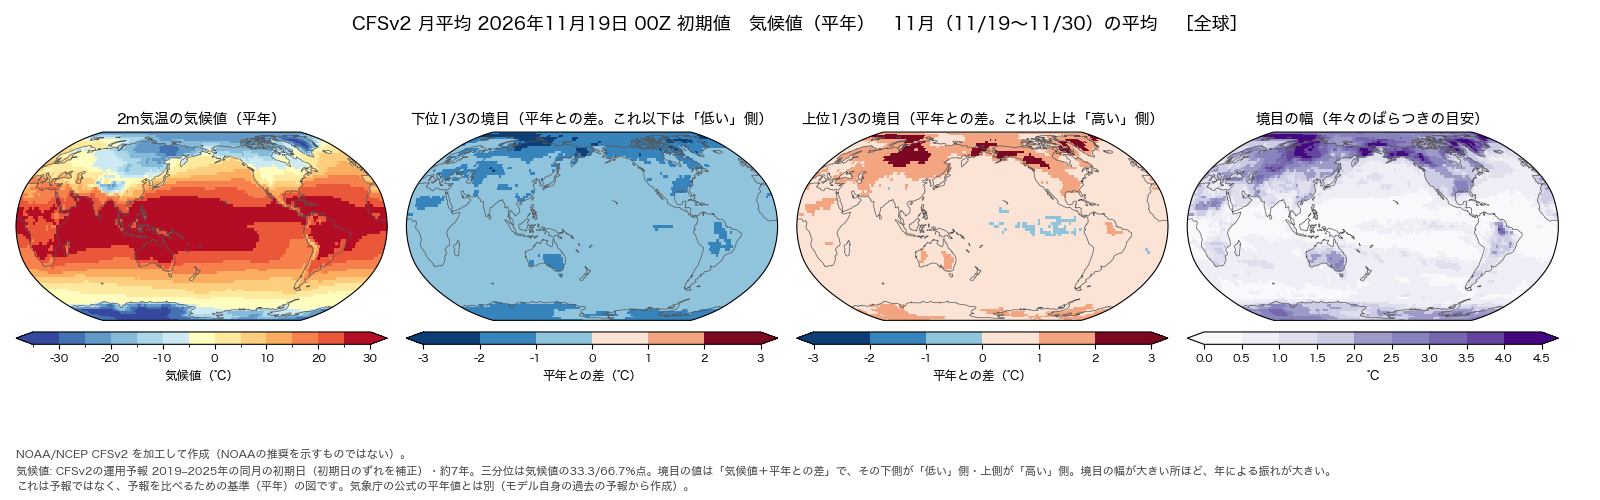 CFSv2 月平均 2026年11月19日 00Z 初期値　気候値（平年）　11月（11/19～11/30）の平均　［全球］
2m気温の気候値（平年）
下位1/3の境目（平年との差。これ以下は「低い」側）
上位1/3の境目（平年との差。これ以上は「高い」側）
境目の幅（年々のばらつきの目安）
-30 -20 -10 0 10 20 30
-3 -2 -1 0 1 2 3
-3 -2 -1 0 1 2 3
0.0 0.5 1.0 1.5 2.0 2.5 3.0 3.5 4.0 4.5
気候値（℃）
平年との差（℃）
平年との差（℃）
℃
NOAA/NCEP CFSv2 を加工して作成（NOAAの推奨を示すものではない）。
気候値: CFSv2の運用予報 2019–2025年の同月の初期日（初期日のずれを補正）・約7年。三分位は気候値の33.3/66.7%点。境目の値は「気候値＋平年との差」で、その下側が「低い」側・上側が「高い」側。境目の幅が大きい所ほど、年による振れが大きい。
これは予報ではなく、予報を比べるための基準（平年）の図です。気象庁の公式の平年値とは別（モデル自身の過去の予報から作成）。